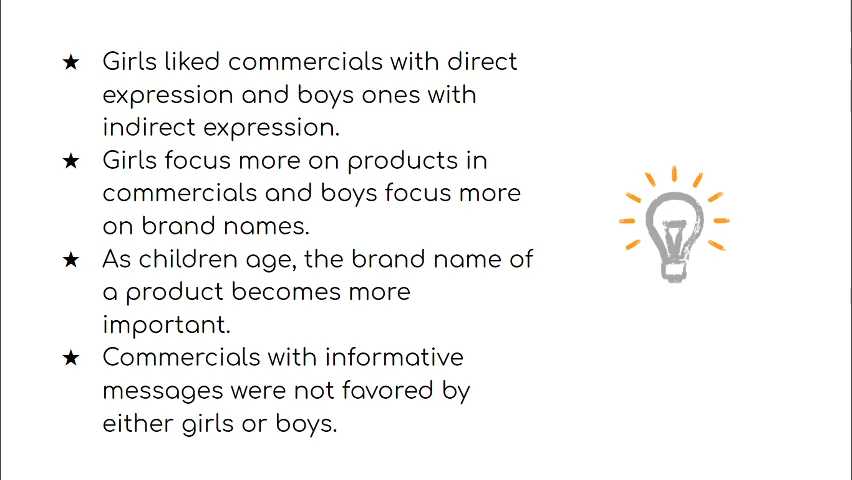 ★ Girls liked commercials with direct
expression and boys ones with
indirect expression.
★ Girls focus more on products in
commercials and boys focus more
on brand names.
★ As children age, the brand name of
a product becomes more
important.
★ Commercials with informative
messages were not favored by
either girls or boys.